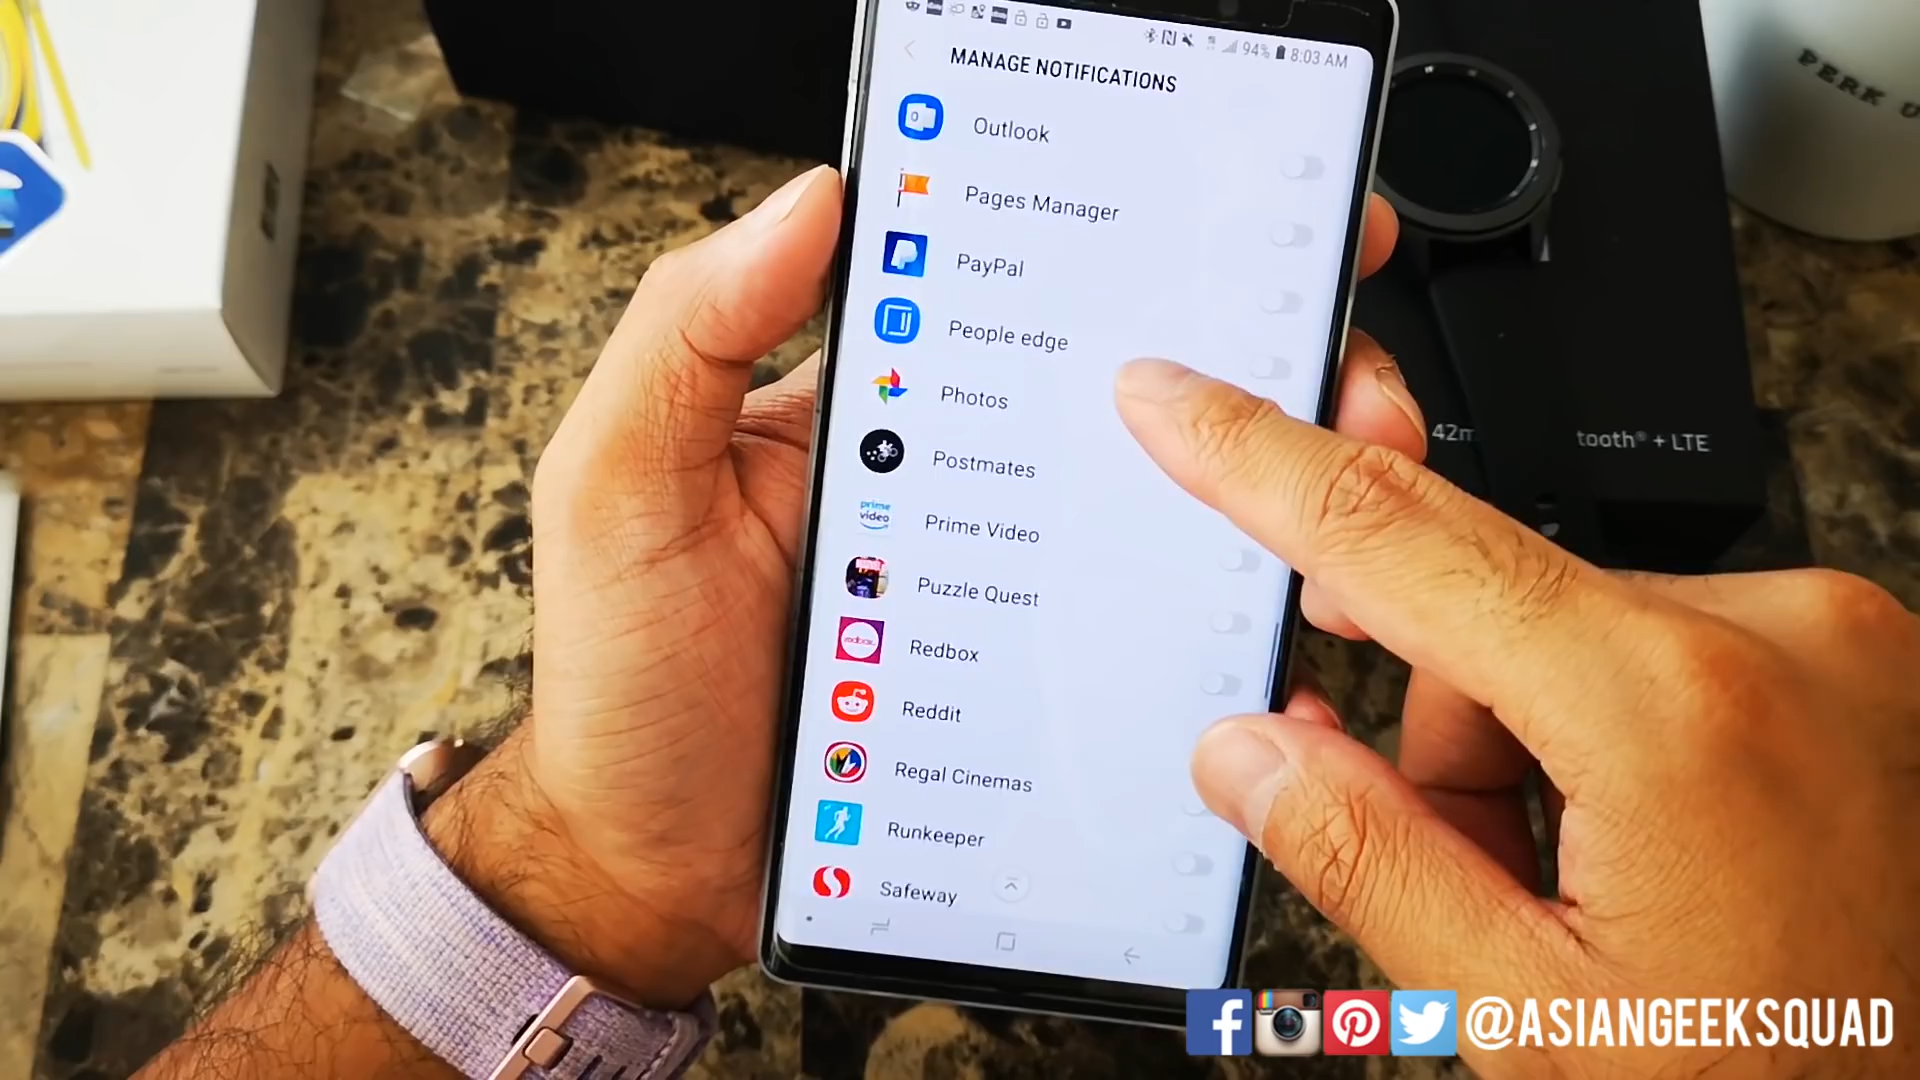 94% 8:03 AM
MANAGE NOTIFICATIONS
Outlook
Pages Manager
PayPal
People edge
Photos
Postmates
prime video
Prime Video
Puzzle Quest
redbox.
Redbox
Reddit
Regal Cinemas
Runkeeper
Safeway
PERK U
42m
tooth® + LTE
@ASIANGEEKSQUAD